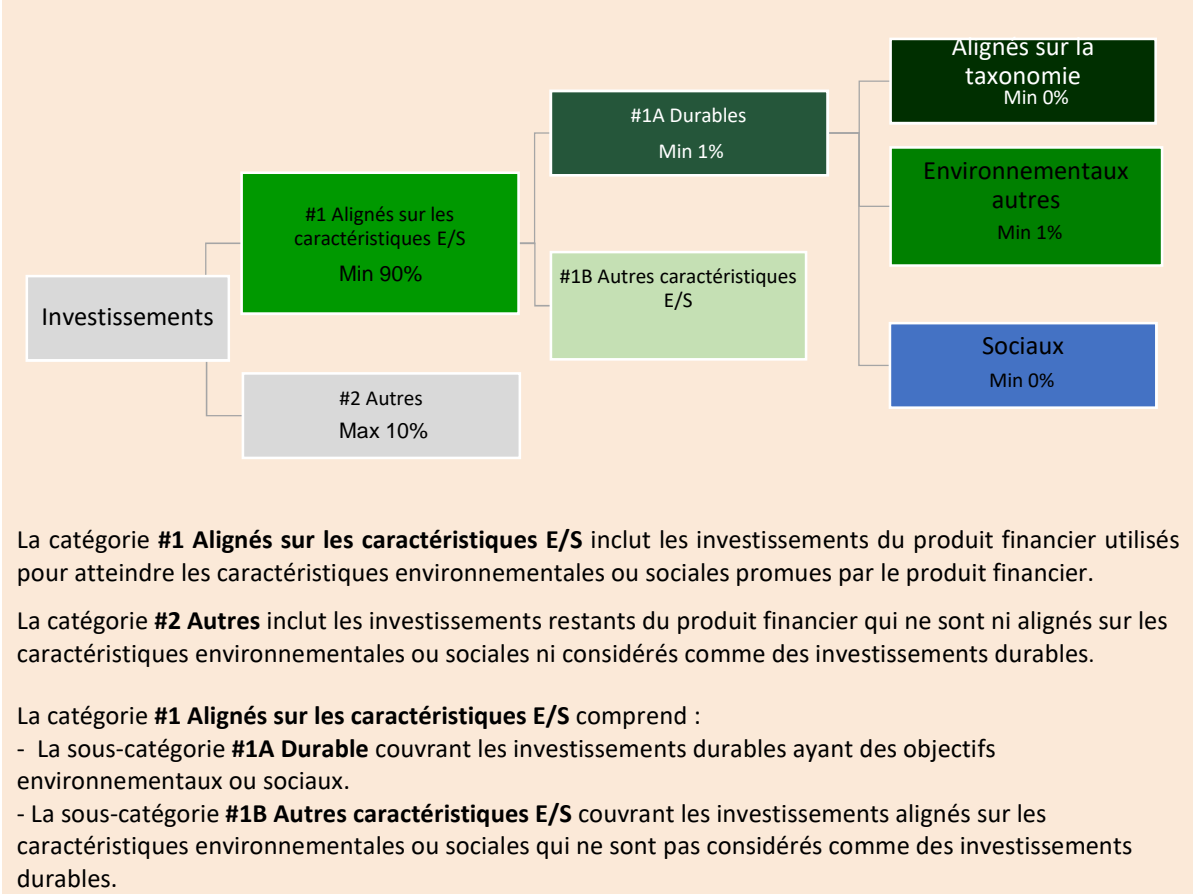 Investissements
#1 Alignés sur les
caractéristiques E/S
Min 90%
#2 Autres
Max 10%
#1A Durables
Min 1%
#1B Autres caractéristiques
E/S
Alignés sur la
taxonomie
Min 0%
Environnementaux
autres
Min 1%
Sociaux
Min 0%
La catégorie #1 Alignés sur les caractéristiques E/S inclut les investissements du produit financier utilisés
pour atteindre les caractéristiques environnementales ou sociales promues par le produit financier.
La catégorie #2 Autres inclut les investissements restants du produit financier qui ne sont ni alignés sur les
caractéristiques environnementales ou sociales ni considérés comme des investissements durables.
La catégorie #1 Alignés sur les caractéristiques E/S comprend :
- La sous-catégorie #1A Durable couvrant les investissements durables ayant des objectifs
environnementaux ou sociaux.
- La sous-catégorie #1B Autres caractéristiques E/S couvrant les investissements alignés sur les
caractéristiques environnementales ou sociales qui ne sont pas considérés comme des investissements
durables.